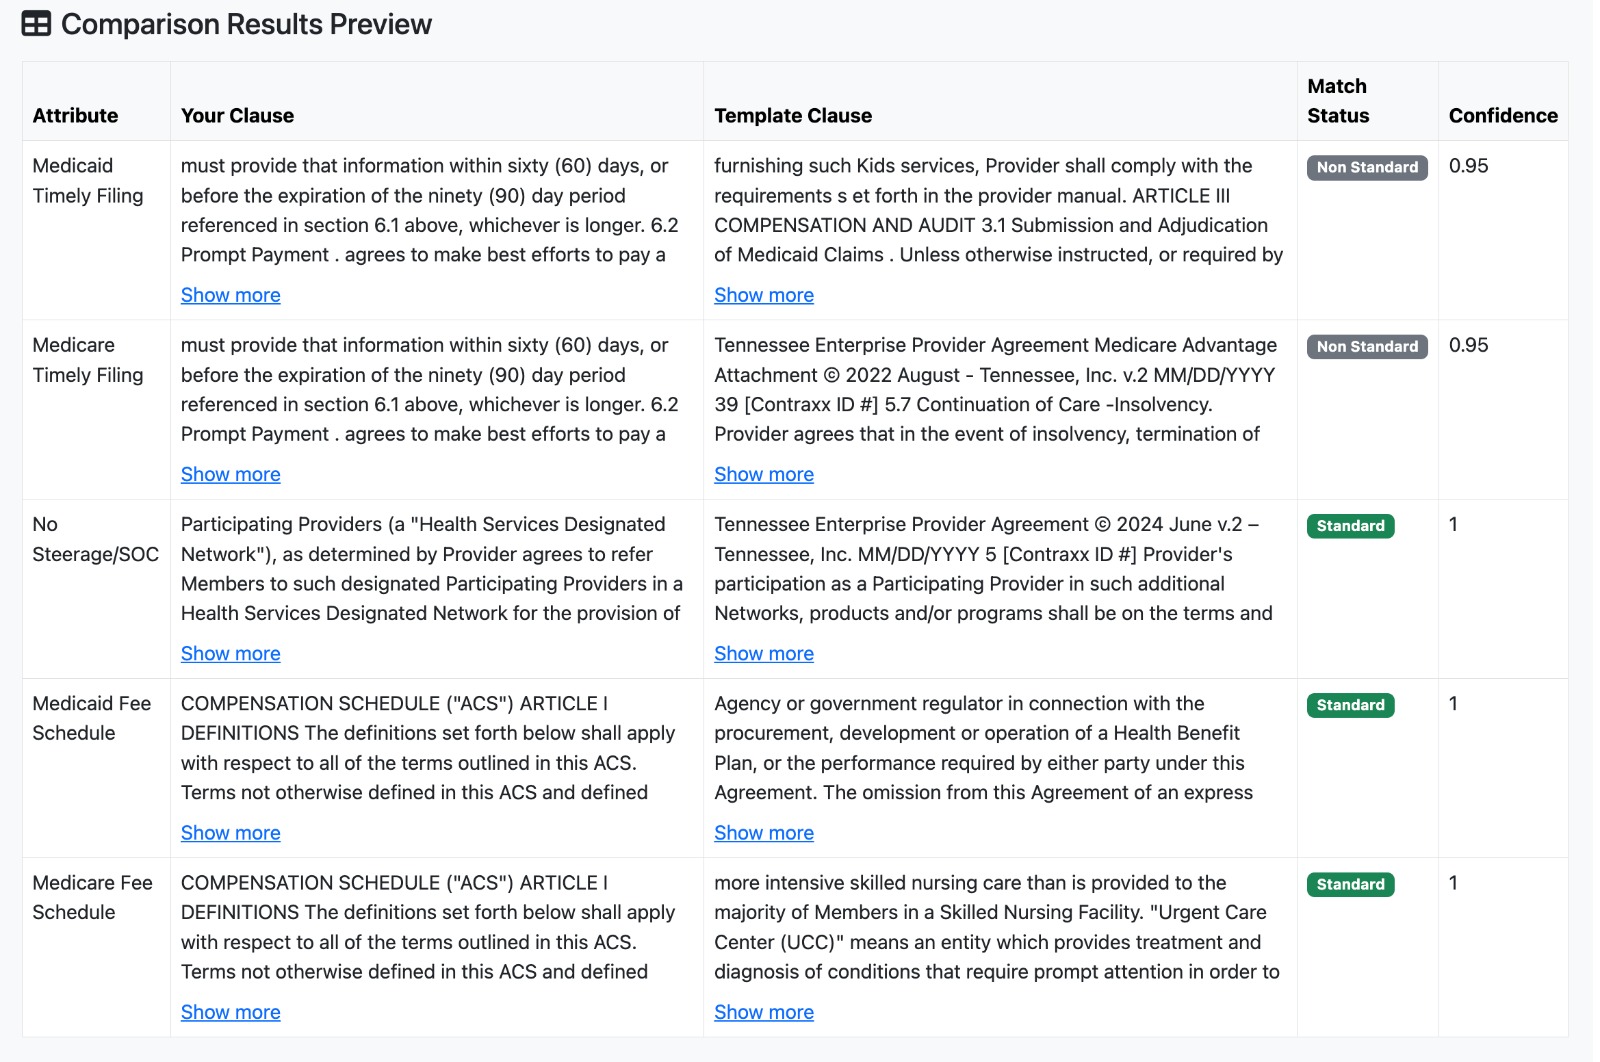 Comparison Results Preview
Attribute
Your Clause
Template Clause
Match
Status
Confidence
Medicaid
Timely Filing
must provide that information within sixty (60) days, or
before the expiration of the ninety (90) day period
referenced in section 6.1 above, whichever is longer. 6.2
Prompt Payment . agrees to make best efforts to pay a
Show more
furnishing such Kids services, Provider shall comply with the
requirements s et forth in the provider manual. ARTICLE III
COMPENSATION AND AUDIT 3.1 Submission and Adjudication
of Medicaid Claims . Unless otherwise instructed, or required by
Show more
Non Standard
0.95
Medicare
Timely Filing
must provide that information within sixty (60) days, or
before the expiration of the ninety (90) day period
referenced in section 6.1 above, whichever is longer. 6.2
Prompt Payment . agrees to make best efforts to pay a
Show more
Tennessee Enterprise Provider Agreement Medicare Advantage
Attachment © 2022 August - Tennessee, Inc. v.2 MM/DD/YYYY
39 [Contraxx ID #] 5.7 Continuation of Care -Insolvency.
Provider agrees that in the event of insolvency, termination of
Show more
Non Standard
0.95
No
Steerage/SOC
Participating Providers (a "Health Services Designated
Network"), as determined by Provider agrees to refer
Members to such designated Participating Providers in a
Health Services Designated Network for the provision of
Show more
Tennessee Enterprise Provider Agreement © 2024 June v.2 –
Tennessee, Inc. MM/DD/YYYY 5 [Contraxx ID #] Provider's
participation as a Participating Provider in such additional
Networks, products and/or programs shall be on the terms and
Show more
Standard
1
Medicaid Fee
Schedule
COMPENSATION SCHEDULE ("ACS") ARTICLE I
DEFINITIONS The definitions set forth below shall apply
with respect to all of the terms outlined in this ACS.
Terms not otherwise defined in this ACS and defined
Show more
Agency or government regulator in connection with the
procurement, development or operation of a Health Benefit
Plan, or the performance required by either party under this
Agreement. The omission from this Agreement of an express
Show more
Standard
1
Medicare Fee
Schedule
COMPENSATION SCHEDULE ("ACS") ARTICLE I
DEFINITIONS The definitions set forth below shall apply
with respect to all of the terms outlined in this ACS.
Terms not otherwise defined in this ACS and defined
Show more
more intensive skilled nursing care than is provided to the
majority of Members in a Skilled Nursing Facility. "Urgent Care
Center (UCC)" means an entity which provides treatment and
diagnosis of conditions that require prompt attention in order to
Show more
Standard
1